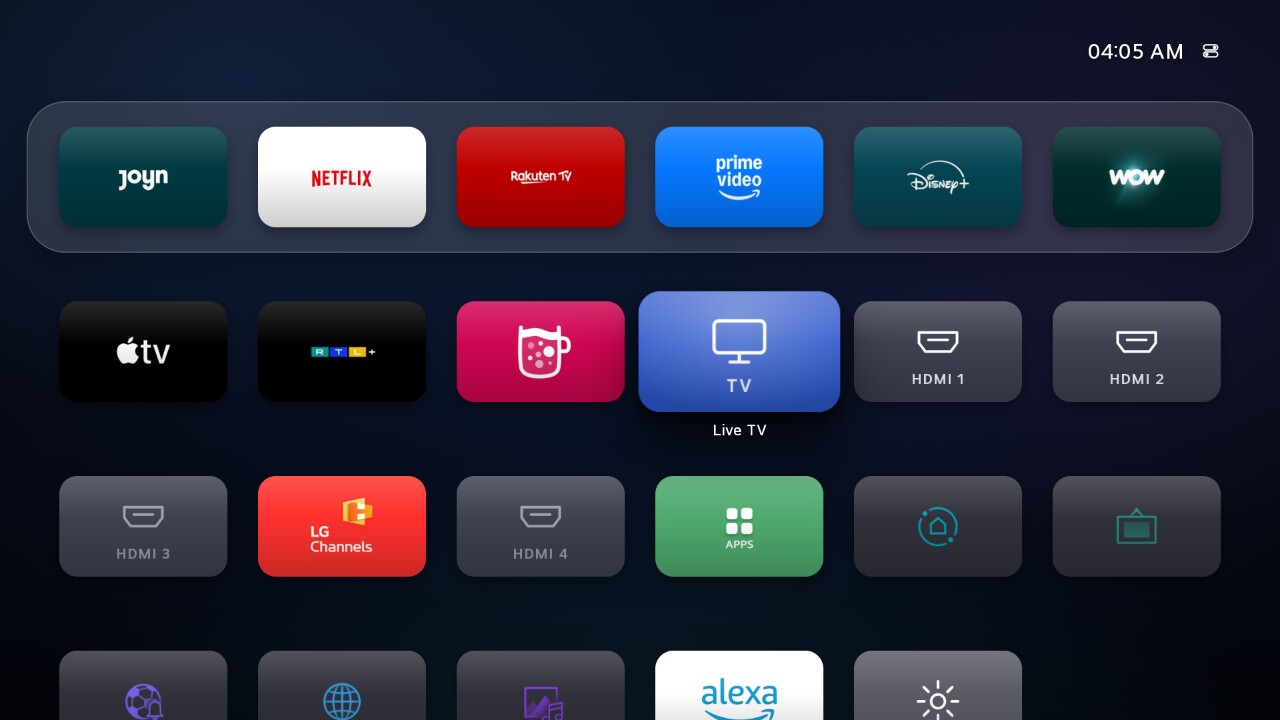 04:05 AM
joyn
NETFLIX
Rakuten TV
prime
video
Disney+
WOW
tv
RTL+
TV
HDMI 1
HDMI 2
Live TV
HDMI 3
LG
Channels
HDMI 4
APPS
alexa